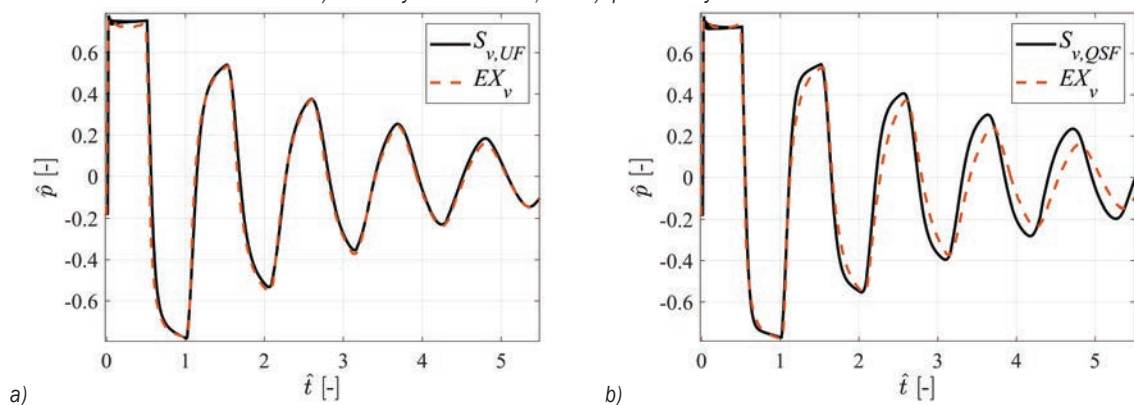 a)
p̂ [-]
0.6
0.4
0.2
0
-0.2
-0.4
-0.6
0 1 2 3 4 5
t̂ [-]
S_{v,UF}
EX_v
b)
p̂ [-]
0.6
0.4
0.2
0
-0.2
-0.4
-0.6
0 1 2 3 4 5
t̂ [-]
S_{v,QSF}
EX_v